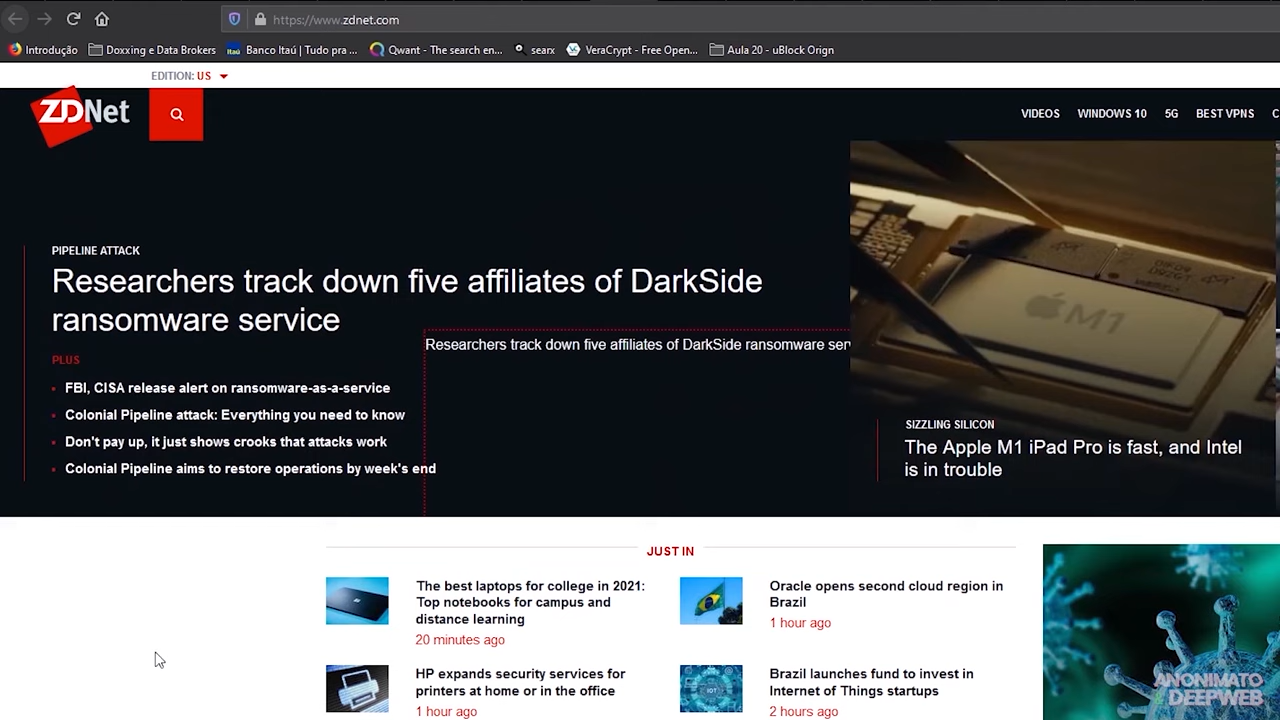 https://www.zdnet.com
Introdução
Doxxing e Data Brokers
Banco Itaú | Tudo pra ...
Qwant - The search en...
searx
VeraCrypt - Free Open...
Aula 20 - uBlock Orign
EDITION: US
ZDNet
VIDEOS
WINDOWS 10
5G
BEST VPNS
C
PIPELINE ATTACK
Researchers track down five affiliates of DarkSide
ransomware service
Researchers track down five affiliates of DarkSide ransomware ser
PLUS
FBI, CISA release alert on ransomware-as-a-service
Colonial Pipeline attack: Everything you need to know
Don't pay up, it just shows crooks that attacks work
Colonial Pipeline aims to restore operations by week's end
M1
SIZZLING SILICON
The Apple M1 iPad Pro is fast, and Intel
is in trouble
JUST IN
The best laptops for college in 2021:
Top notebooks for campus and
distance learning
20 minutes ago
Oracle opens second cloud region in
Brazil
1 hour ago
HP expands security services for
printers at home or in the office
1 hour ago
IOT
Brazil launches fund to invest in
Internet of Things startups
2 hours ago
ANONIMATO
DEEPWEB